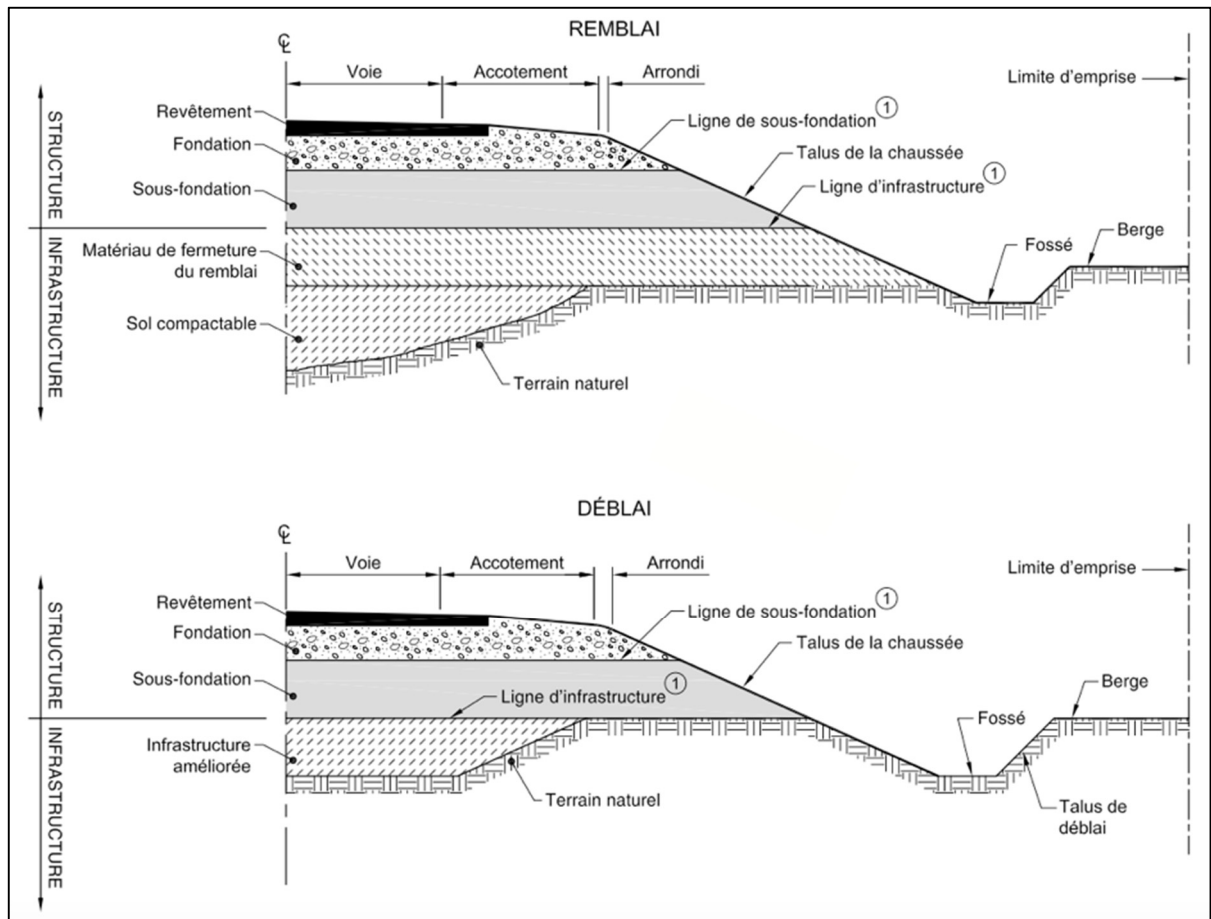 REMBLAI
℄
Voie
Accotement
Arrondi
Limite d'emprise
STRUCTURE
INFRASTRUCTURE
Revêtement
Fondation
Sous-fondation
Matériau de fermeture
du remblai
Sol compactable
Ligne de sous-fondation ①
Talus de la chaussée
Ligne d'infrastructure ①
Fossé
Berge
Terrain naturel
DÉBLAI
℄
Voie
Accotement
Arrondi
Limite d'emprise
STRUCTURE
INFRASTRUCTURE
Revêtement
Fondation
Sous-fondation
Infrastructure
améliorée
Ligne de sous-fondation ①
Talus de la chaussée
Ligne d'infrastructure ①
Berge
Fossé
Terrain naturel
Talus de
déblai